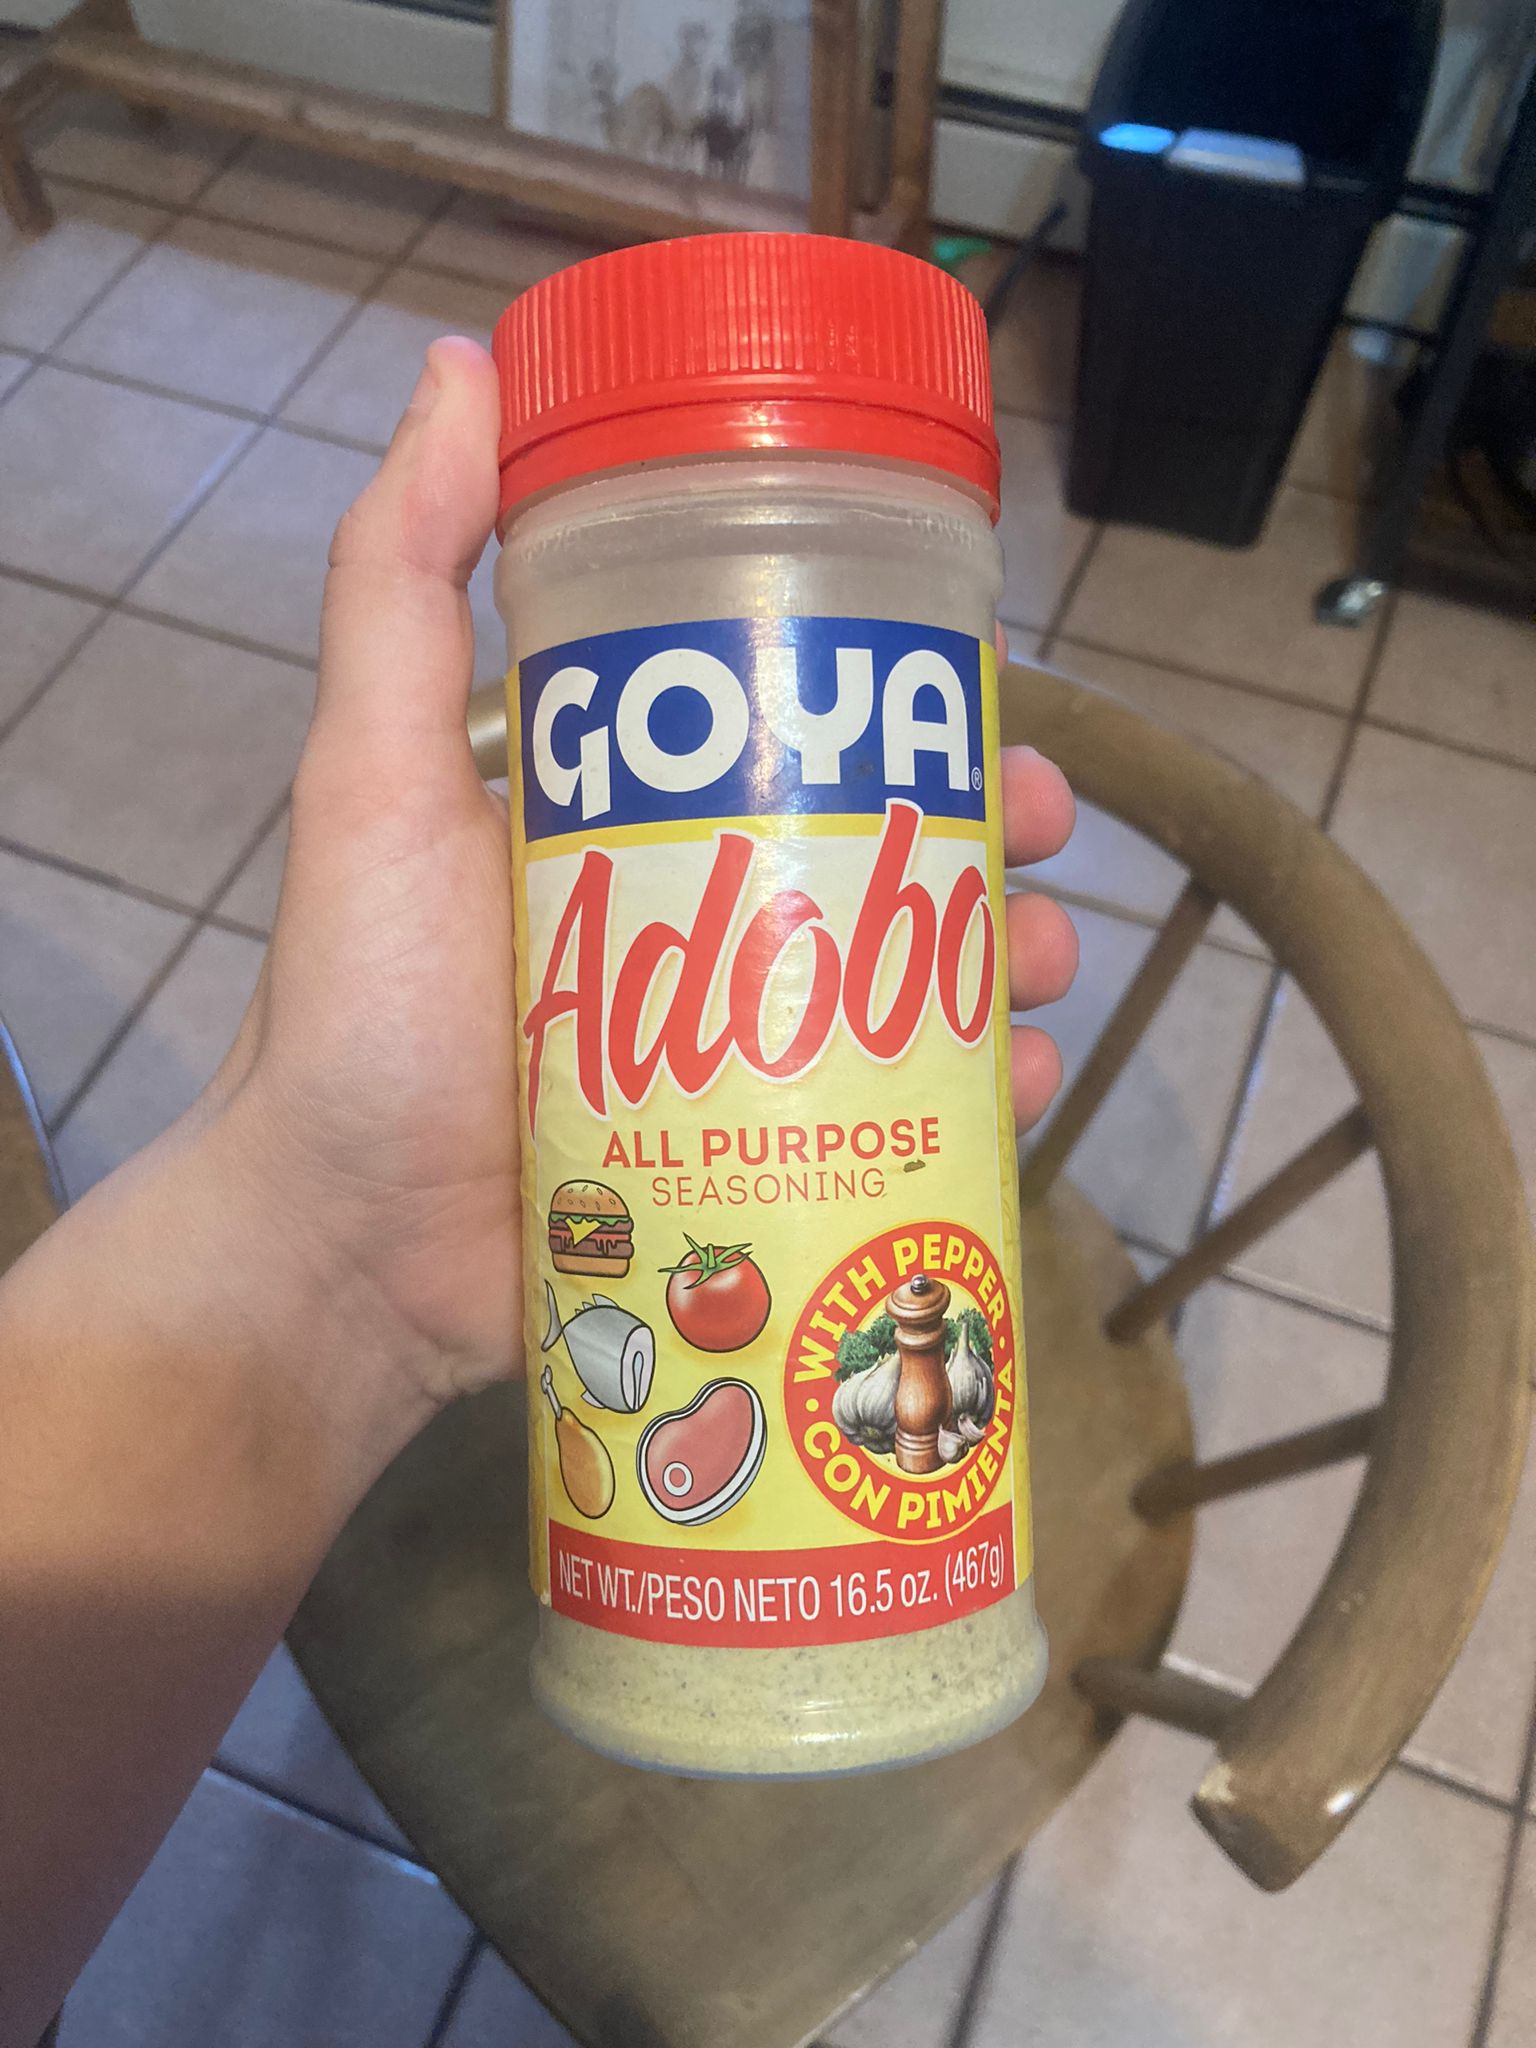 GOYA®
Adobo
ALL PURPOSE
SEASONING
WITH PEPPER • CON PIMIENTA •
NET WT./PESO NETO 16.5 oz. (467g)